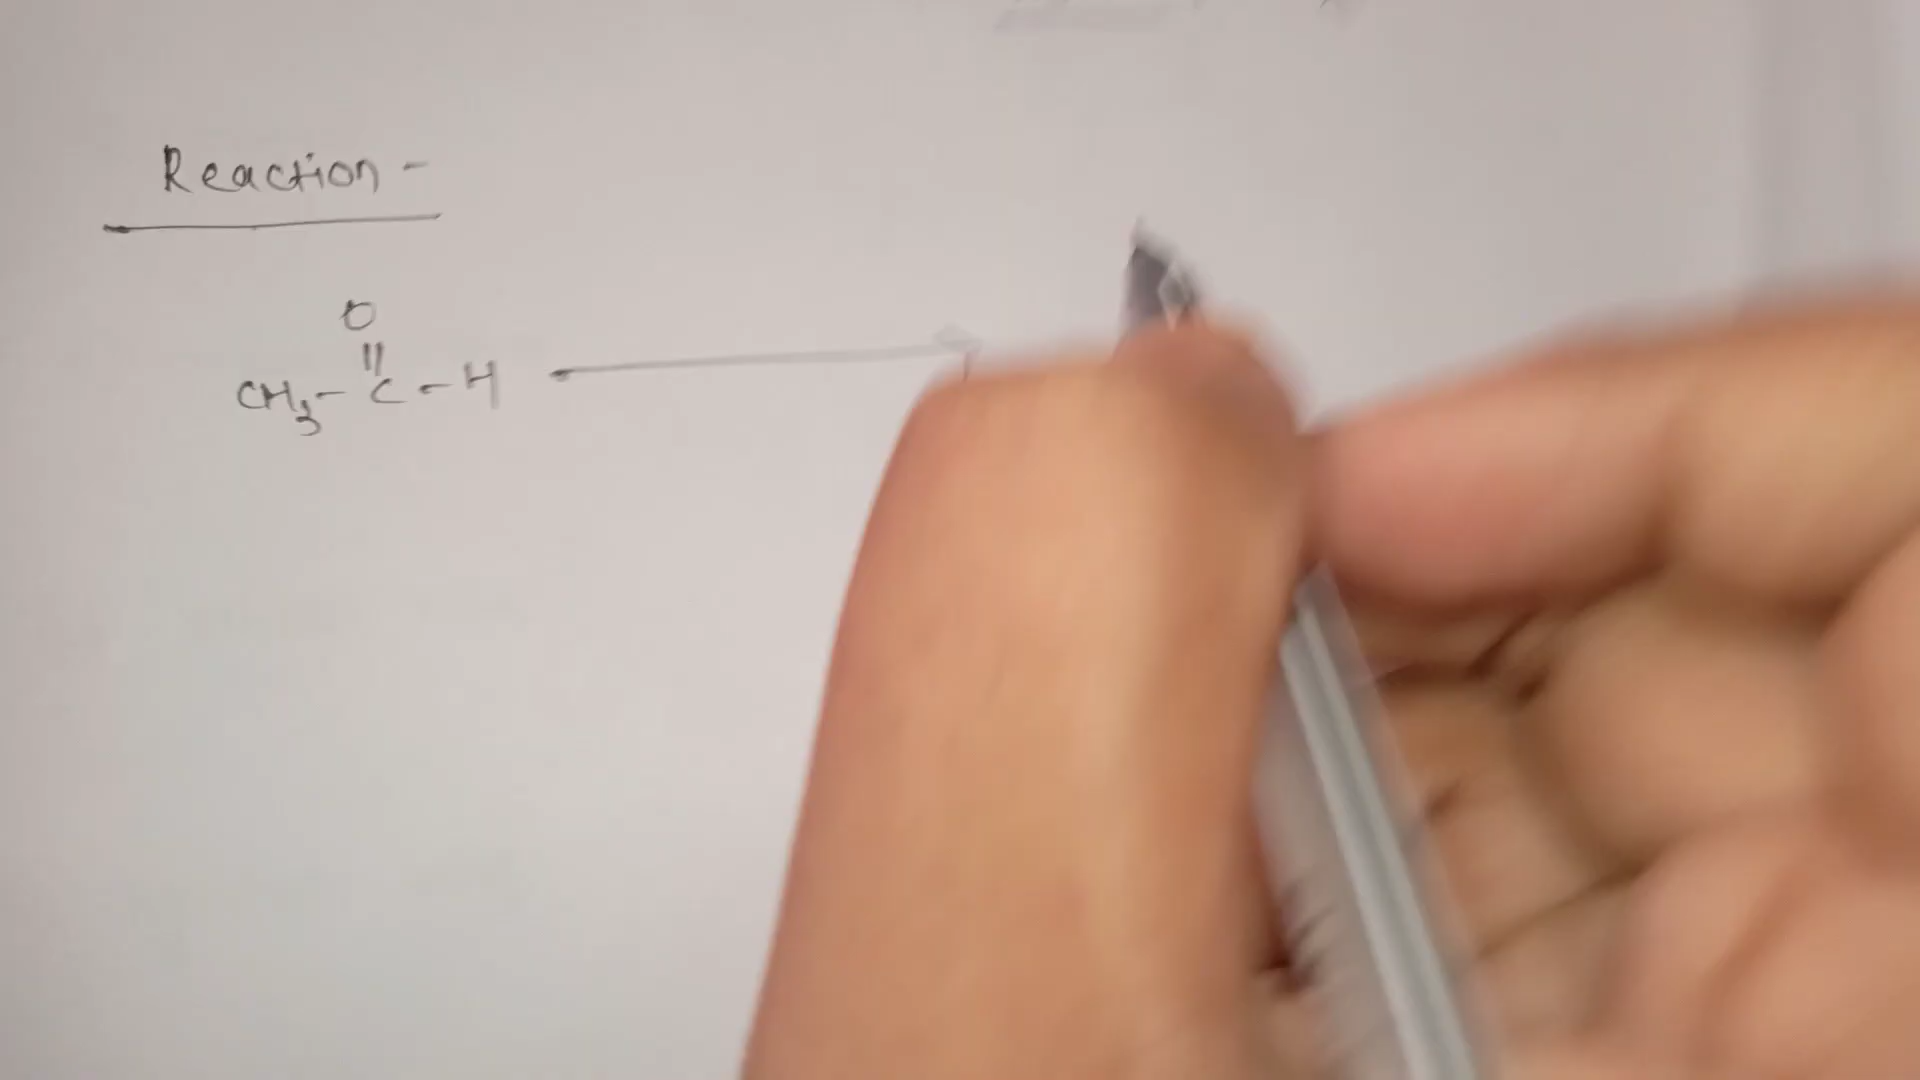 Reaction -
O
||
CH₃-C-H →